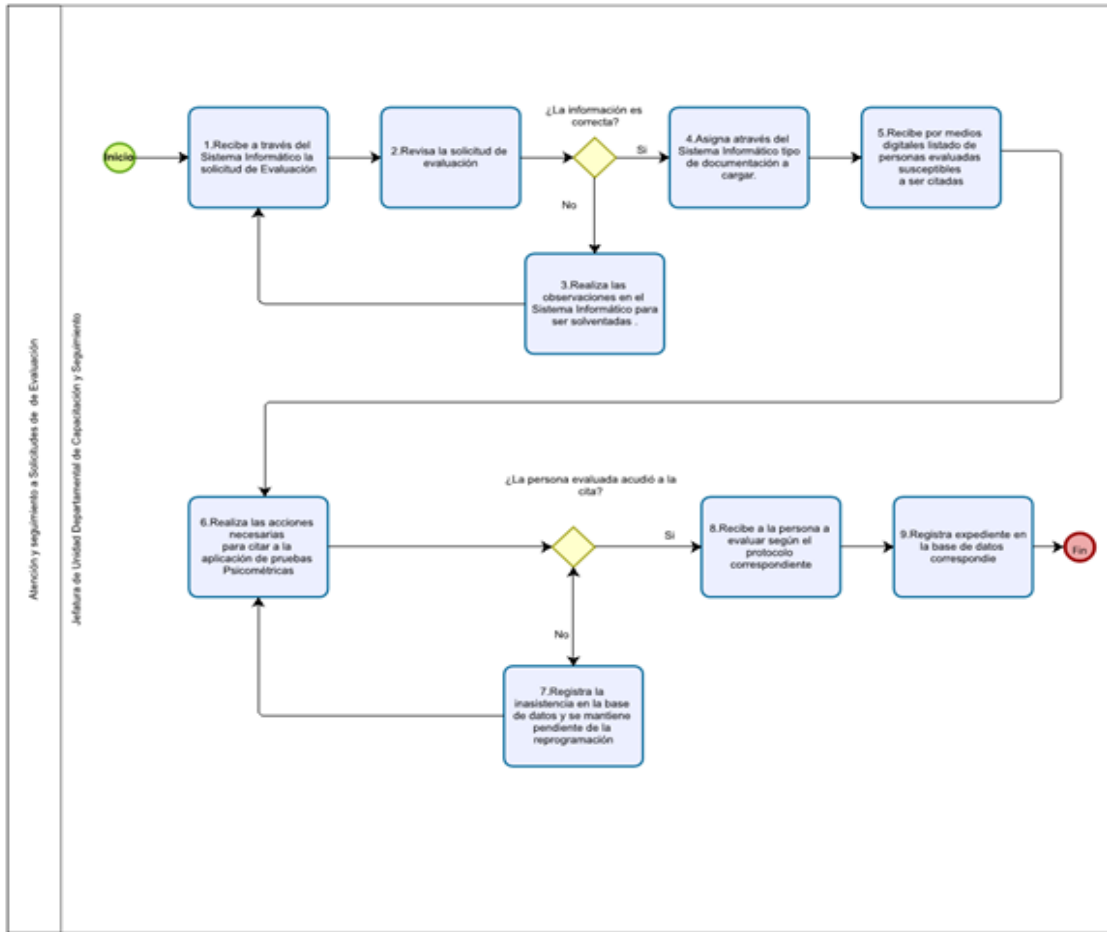 Atención y seguimiento a Solicitudes de  de Evaluación
Jefatura de Unidad Departamental de Capacitación y Seguimiento
Inicio
1.Recibe a través del
Sistema Informático la
solicitud de Evaluación
2.Revisa la solicitud de
evaluación
¿La información es
correcta?
Si
No
3.Realiza las
observaciones en el
Sistema Informático para
ser solventadas .
4.Asigna através del
Sistema Informático tipo
de documentación a
cargar.
5.Recibe por medios
digitales listado de
personas evaluadas
susceptibles
a ser citadas
6.Realiza las acciones
necesarias
para citar a la
aplicación de pruebas
Psicométricas
¿La persona evaluada acudió a la
cita?
Si
No
7.Registra la
inasistencia en la base
de datos y se mantiene
pendiente de la
reprogramación
8.Recibe a la persona a
evaluar según el
protocolo
correspondiente
9.Registra expediente en
la base de datos
correspondie
Fin